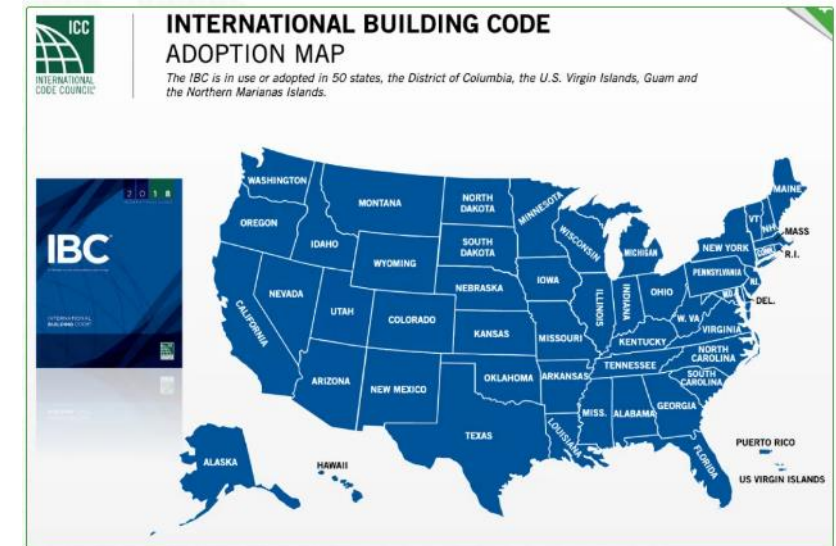 ICC
INTERNATIONAL
CODE COUNCIL®
INTERNATIONAL BUILDING CODE
ADOPTION MAP
The IBC is in use or adopted in 50 states, the District of Columbia, the U.S. Virgin Islands, Guam and
the Northern Marianas Islands.
2018
IBC
INTERNATIONAL
BUILDING CODE®
WASHINGTON
OREGON
IDAHO
MONTANA
WYOMING
NORTH
DAKOTA
SOUTH
DAKOTA
NEBRASKA
MINNESOTA
WISCONSIN
MICHIGAN
IOWA
ILLINOIS
INDIANA
OHIO
NEW YORK
PENNSYLVANIA
VT
NH
MAINE
MASS
R.I.
CONN.
NJ.
DEL.
MD.
W. VA
VIRGINIA
KENTUCKY
NORTH
CAROLINA
SOUTH
CAROLINA
TENNESSEE
NEVADA
UTAH
COLORADO
KANSAS
MISSOURI
CALIFORNIA
ARIZONA
NEW MEXICO
OKLAHOMA
ARKANSAS
TEXAS
LOUISIANA
MISS.
ALABAMA
GEORGIA
FLORIDA
ALASKA
HAWAII
PUERTO RICO
US VIRGIN ISLANDS